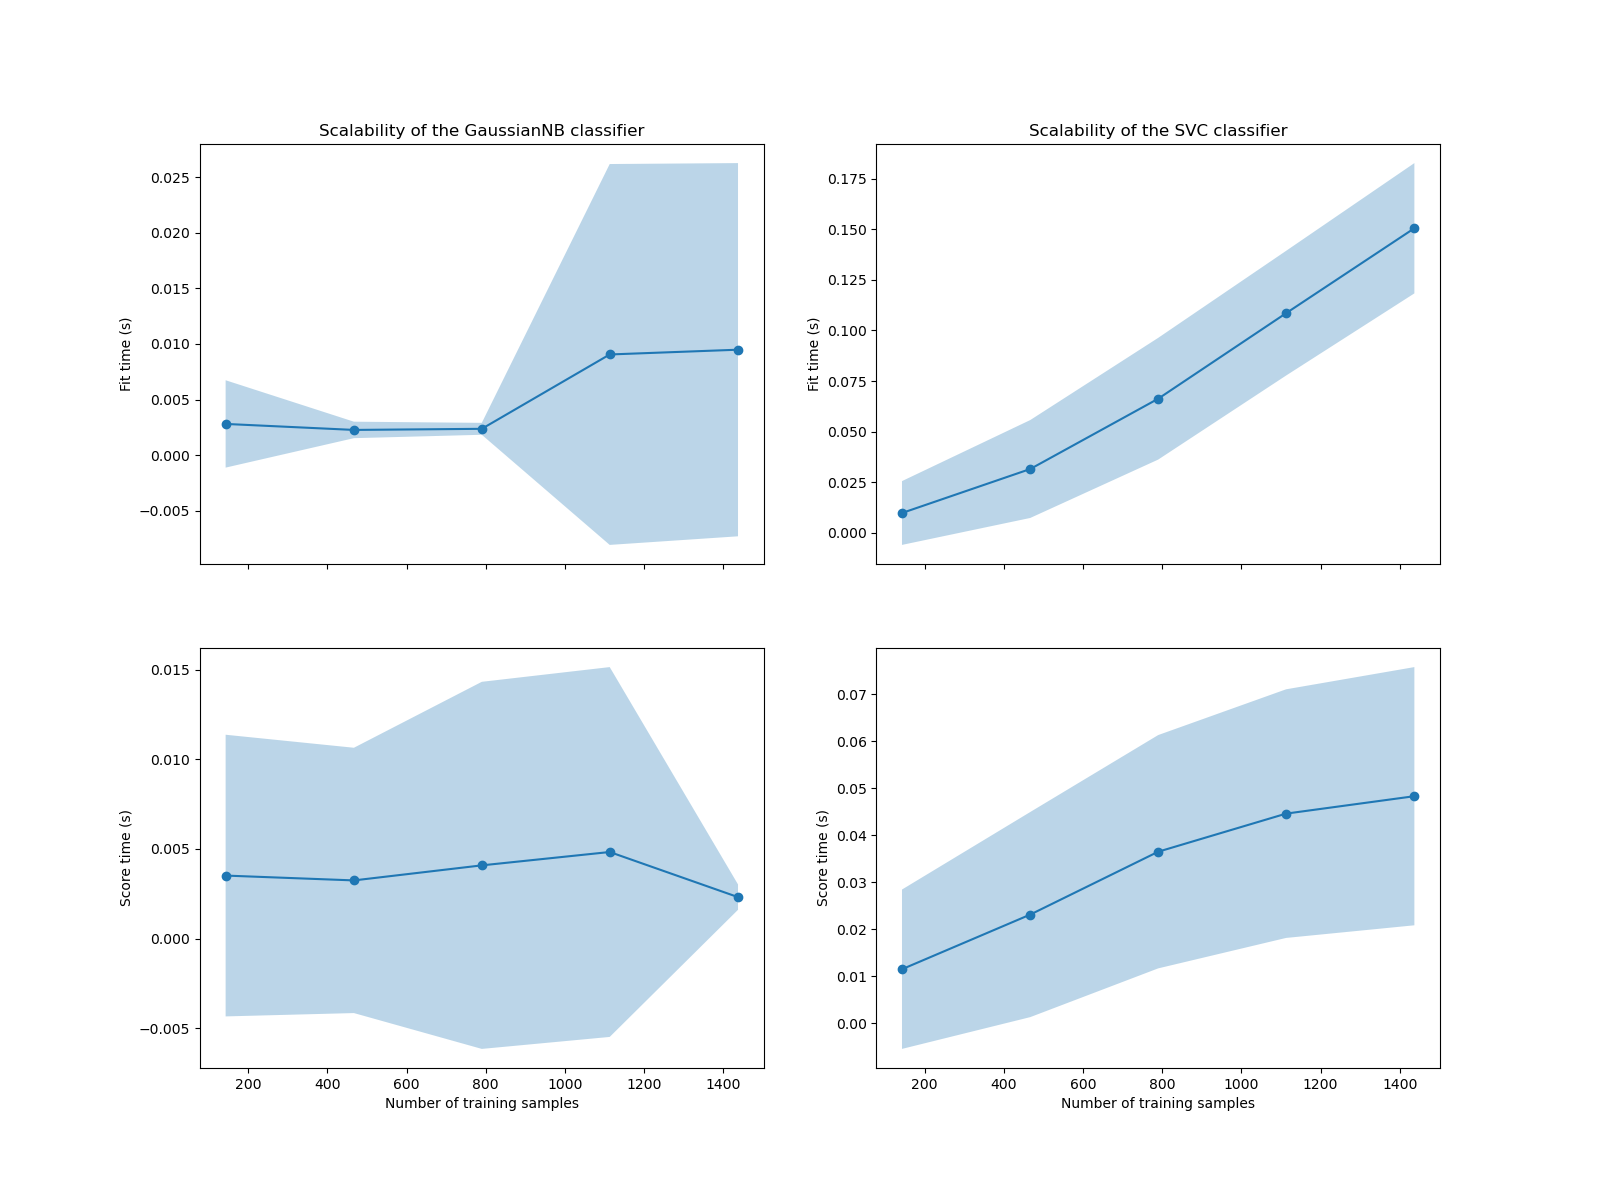 Scalability of the GaussianNB classifier
Fit time (s)
0.025
0.020
0.015
0.010
0.005
0.000
−0.005
Scalability of the SVC classifier
Fit time (s)
0.175
0.150
0.125
0.100
0.075
0.050
0.025
0.000
Score time (s)
0.015
0.010
0.005
0.000
−0.005
200 400 600 800 1000 1200 1400
Number of training samples
Score time (s)
0.07
0.06
0.05
0.04
0.03
0.02
0.01
0.00
200 400 600 800 1000 1200 1400
Number of training samples